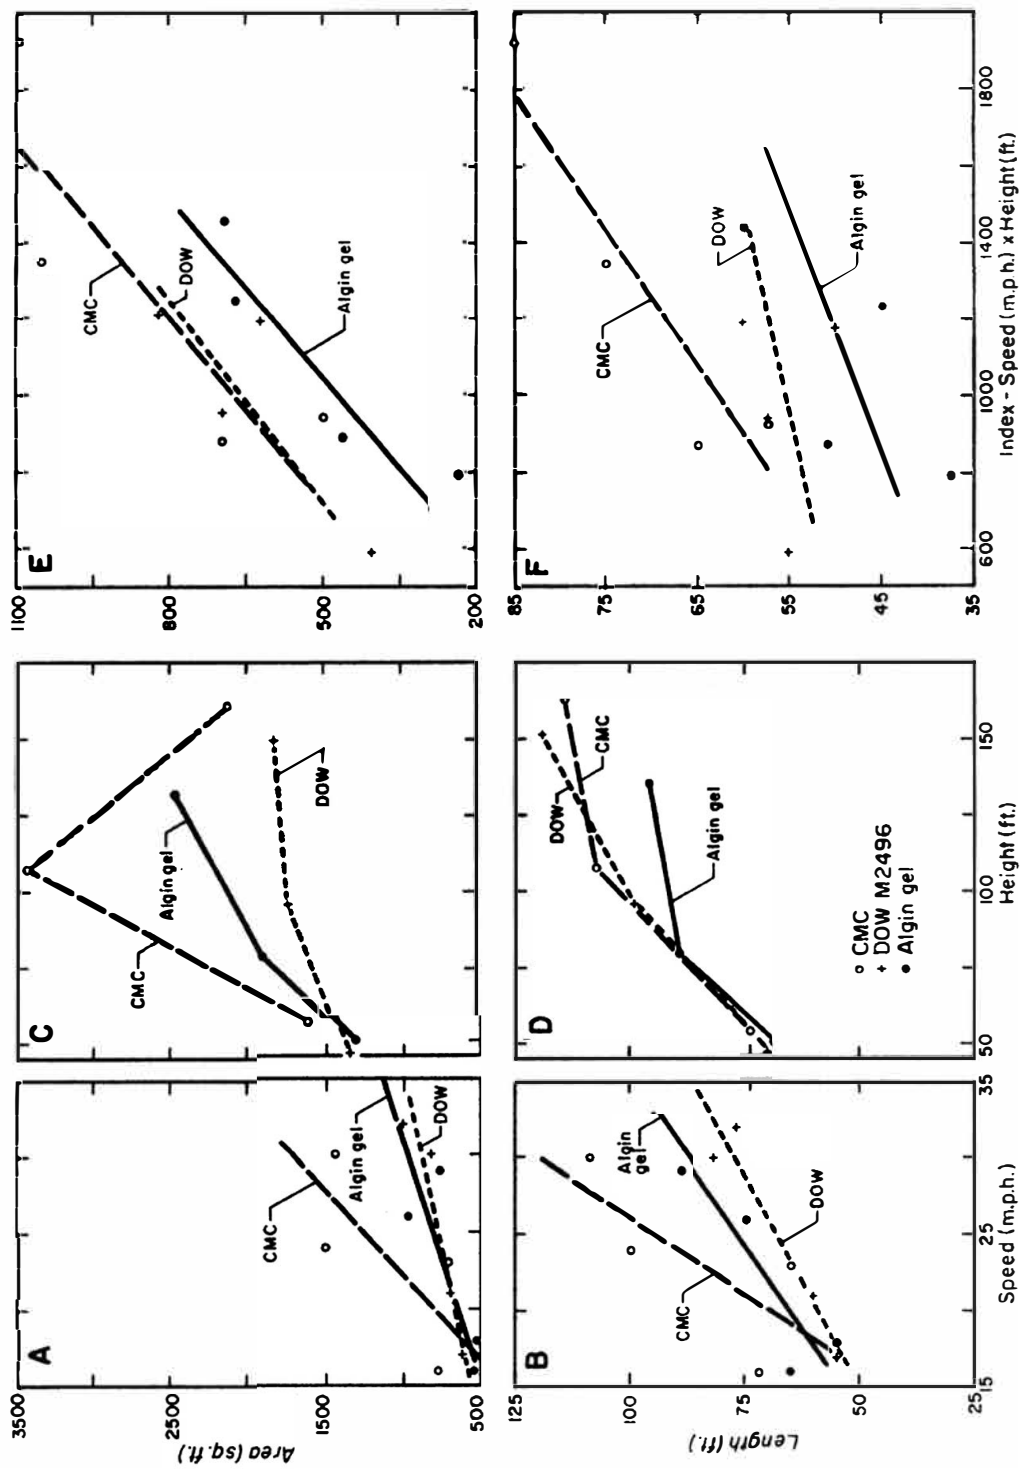 A
3500
2500
1500
500
Area (sq. ft.)
CMC
Algin gel
DOW
C
CMC
Algin gel
DOW
E
1100
800
500
200
CMC
DOW
Algin gel
B
125
100
75
50
25
Length (ft.)
CMC
Algin
gel
DOW
15
25
35
Speed (m.p.h.)
D
DOW
CMC
Algin gel
o CMC
+ DOW M2496
• Algin gel
50
100
150
Height (ft.)
F
85
75
65
55
45
35
CMC
DOW
Algin gel
600
1000
1400
1800
Index - Speed (m.p.h.) x Height (ft.)